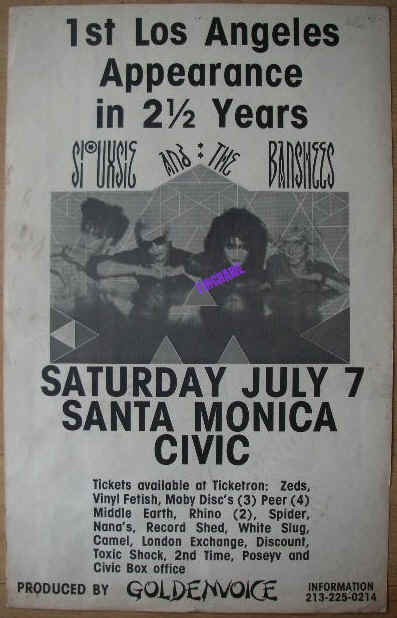 1st Los Angeles
Appearance
in 2½ Years
SIOUXSIE AND THE BANSHEES
SATURDAY JULY 7
SANTA MONICA
CIVIC
Tickets available at Ticketron: Zeds,
Vinyl Fetish, Moby Disc's (3) Peer (4)
Middle Earth, Rhino (2), Spider,
Nana's, Record Shed, White Slug,
Camel, London Exchange, Discount,
Toxic Shock, 2nd Time, Poseyv and
Civic Box office
PRODUCED BY GOLDENVOICE
INFORMATION
213-225-0214